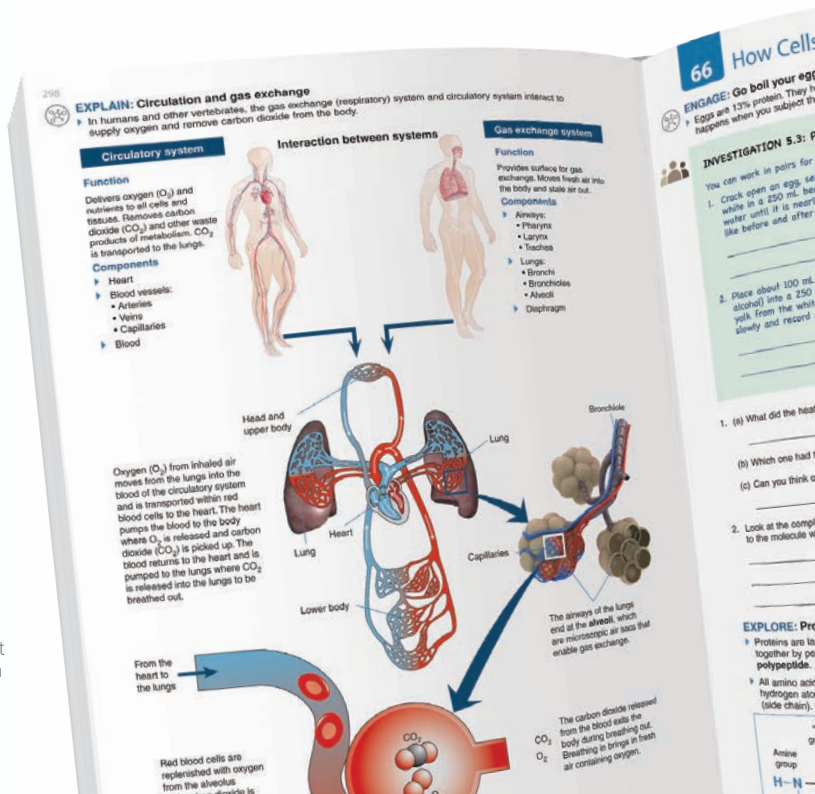 298
EXPLAIN: Circulation and gas exchange
In humans and other vertebrates, the gas exchange (respiratory) system and circulatory system interact to
supply oxygen and remove carbon dioxide from the body.
Interaction between systems
Circulatory system
Function
Delivers oxygen (O₂) and
nutrients to all cells and
tissues. Removes carbon
dioxide (CO₂) and other waste
products of metabolism. CO₂
is transported to the lungs.
Components
Heart
Blood vessels:
• Arteries
• Veins
• Capillaries
Blood
Gas exchange system
Function
Provides surface for gas
exchange. Moves fresh air into
the body and stale air out.
Components
Airways:
• Pharynx
• Larynx
• Trachea
Lungs:
• Bronchi
• Bronchioles
• Alveoli
Diaphragm
Head and
upper body
Lung
Bronchiole
Oxygen (O₂) from inhaled air
moves from the lungs into the
blood of the circulatory system
and is transported within red
blood cells to the heart. The heart
pumps the blood to the body
where O₂ is released and carbon
dioxide (CO₂) is picked up. The
blood returns to the heart and is
pumped to the lungs where CO₂
is released into the lungs to be
breathed out.
Heart
Lung
Capillaries
Lower body
The airways of the lungs
end at the alveoli, which
are microscopic air sacs that
enable gas exchange.
From the
heart to
the lungs
CO₂
The carbon dioxide released
CO₂ from the blood exits the
body during breathing out.
O₂ Breathing in brings in fresh
air containing oxygen.
Red blood cells are
replenished with oxygen
from the alveolus
dioxide is
66
How Cells
ENGAGE: Go boil your egg
Eggs are 13% protein. They h
happens when you subject th
INVESTIGATION 5.3: P
You can work in pairs for
1. Crack open an egg, se
white in a 250 mL be
water until it is nearl
like before and after
2. Place about 100 mL
alcohol) into a 250
yolk from the whit
slowly and record
1. (a) What did the heat
(b) Which one had t
(c) Can you think o
2. Look at the compl
to the molecule w
EXPLORE: Pro
Proteins are la
together by pe
polypeptide.
All amino acid
hydrogen ato
(side chain).
Amine
group
H–N